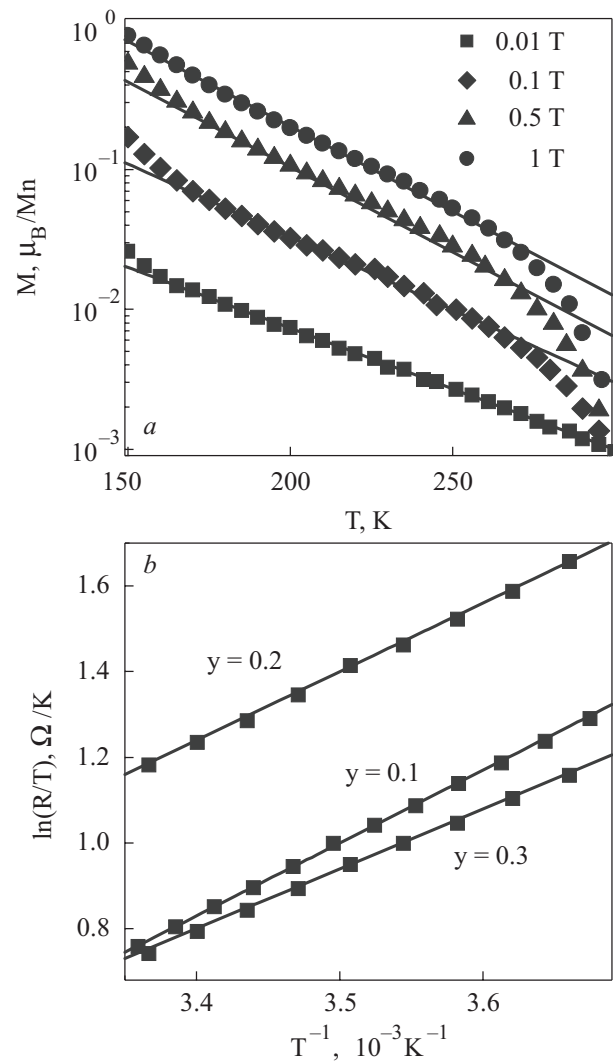 10⁰
0.01 T
0.1 T
0.5 T
1 T
10⁻¹
M, μ_B/Mn
10⁻²
a
10⁻³
150
200
250
T, K
b
1.6
y = 0.2
1.4
ln(R/T), Ω/K
1.2
y = 0.1
1.0
y = 0.3
0.8
3.4
3.5
3.6
T⁻¹, 10⁻³K⁻¹